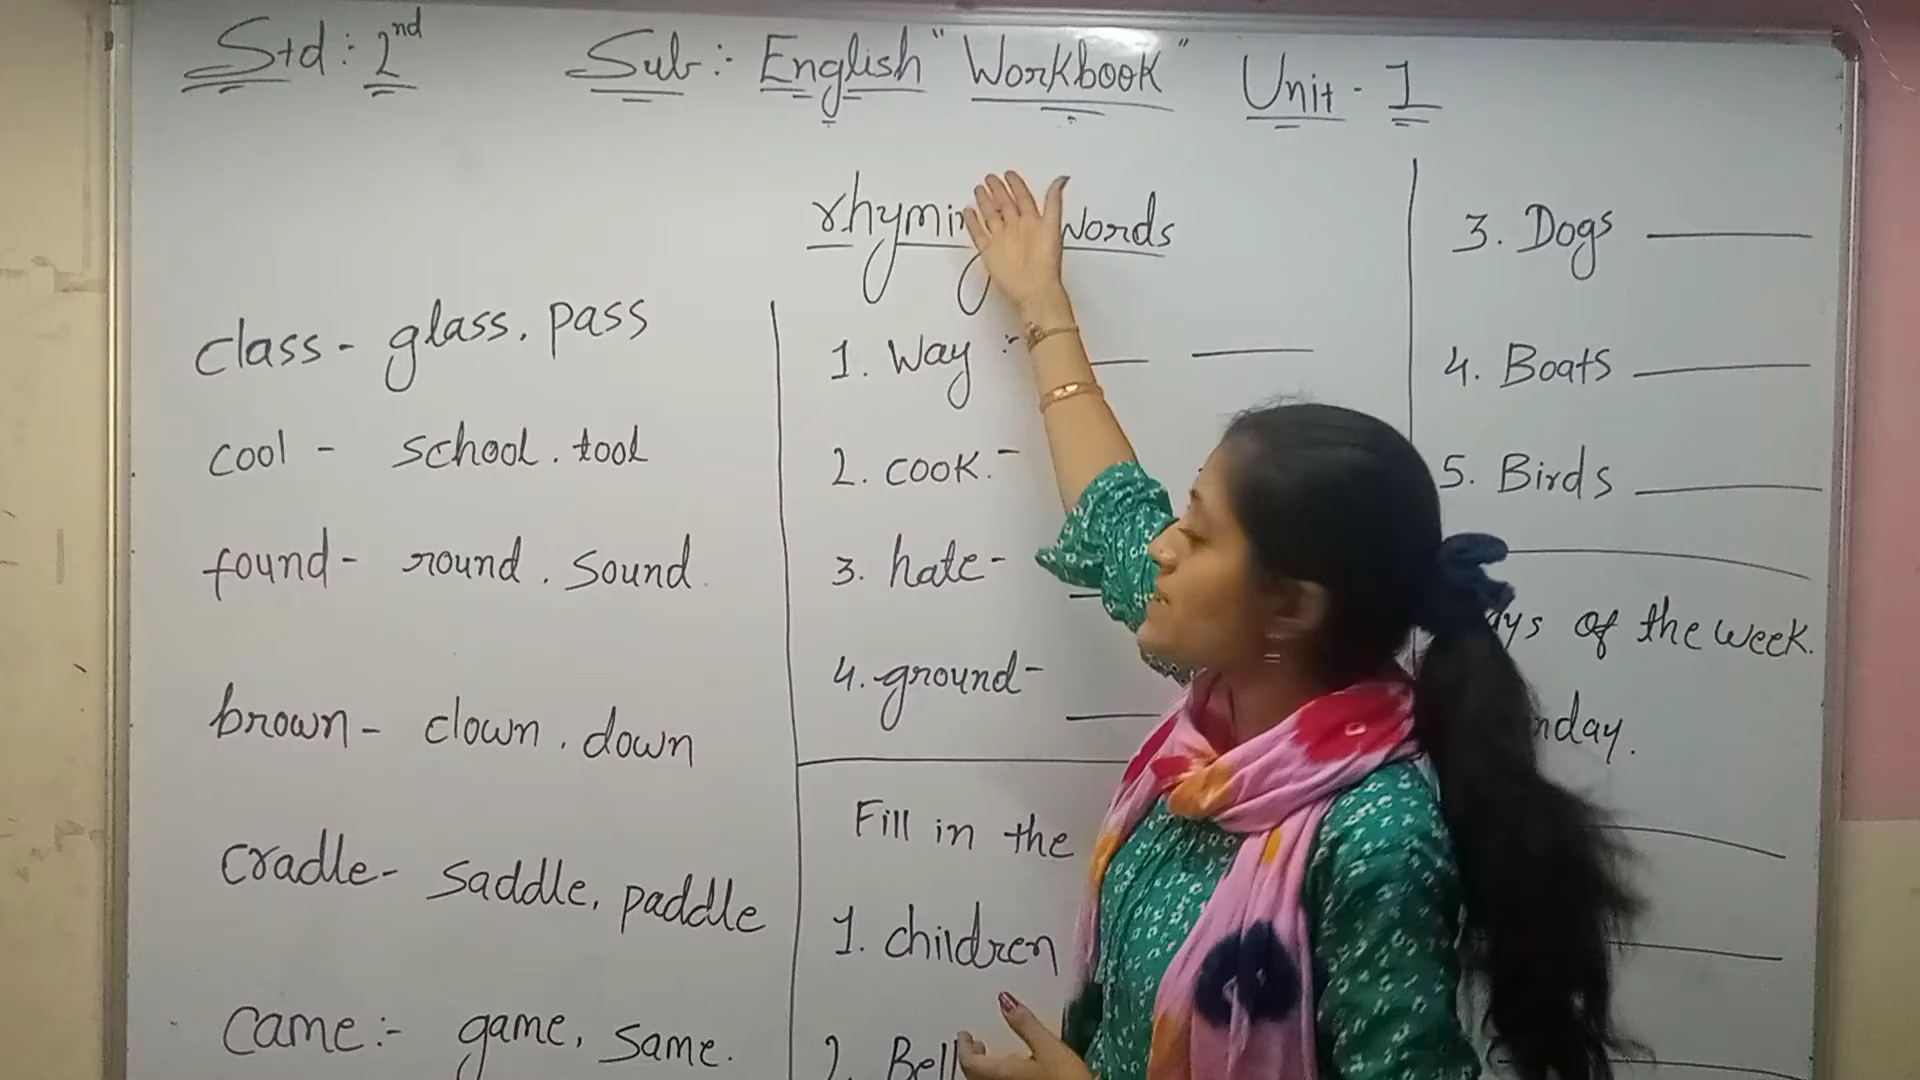 Std : 2nd Sub :- English "Workbook" Unit - 1
class - glass, pass
cool - school . tool
found - round . sound.
brown - clown . down
cradle - saddle, paddle
came :- game, same.
rhyming words
1. Way :-
2. cook. -
3. hate -
4. ground -
Fill in the
1. children
2. Bell
3. Dogs
4. Boats
5. Birds
of the week.